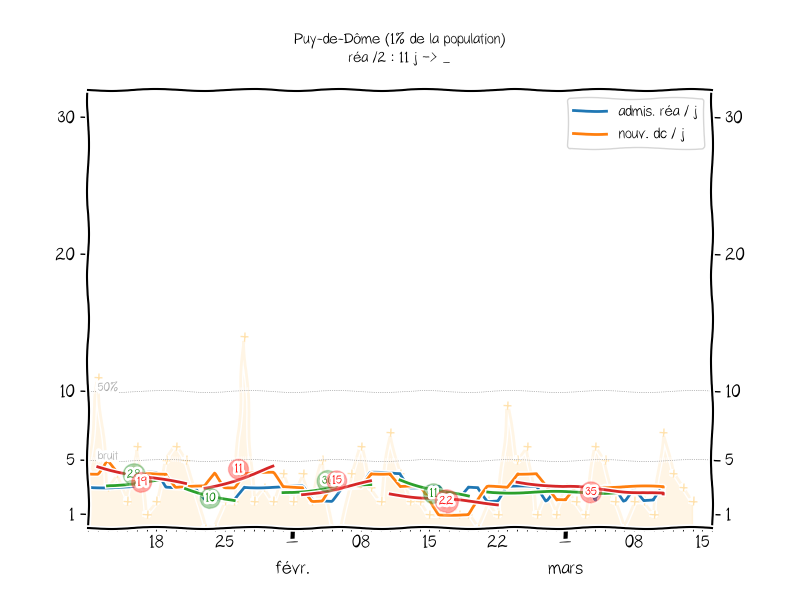 Puy-de-Dôme (1% de la population)
réa /2 : 11 j -> _
admis. réa / j
nouv. dc / j
30 30
20 20
10 10
5 5
1 1
50%
bruit
19
10
11
15
11
22
35
18 25 08 15 22 08 15
févr. mars